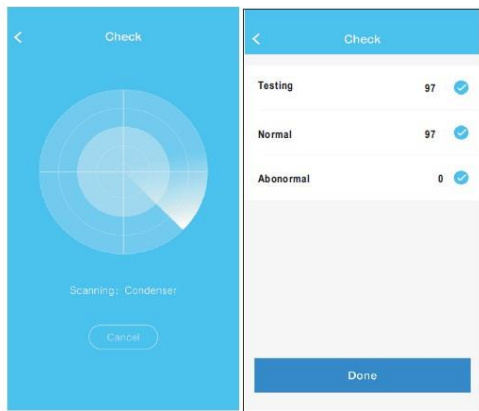 Check
Scanning: Condenser
Cancel
Check
Testing 97
Normal 97
Abonormal 0
Done